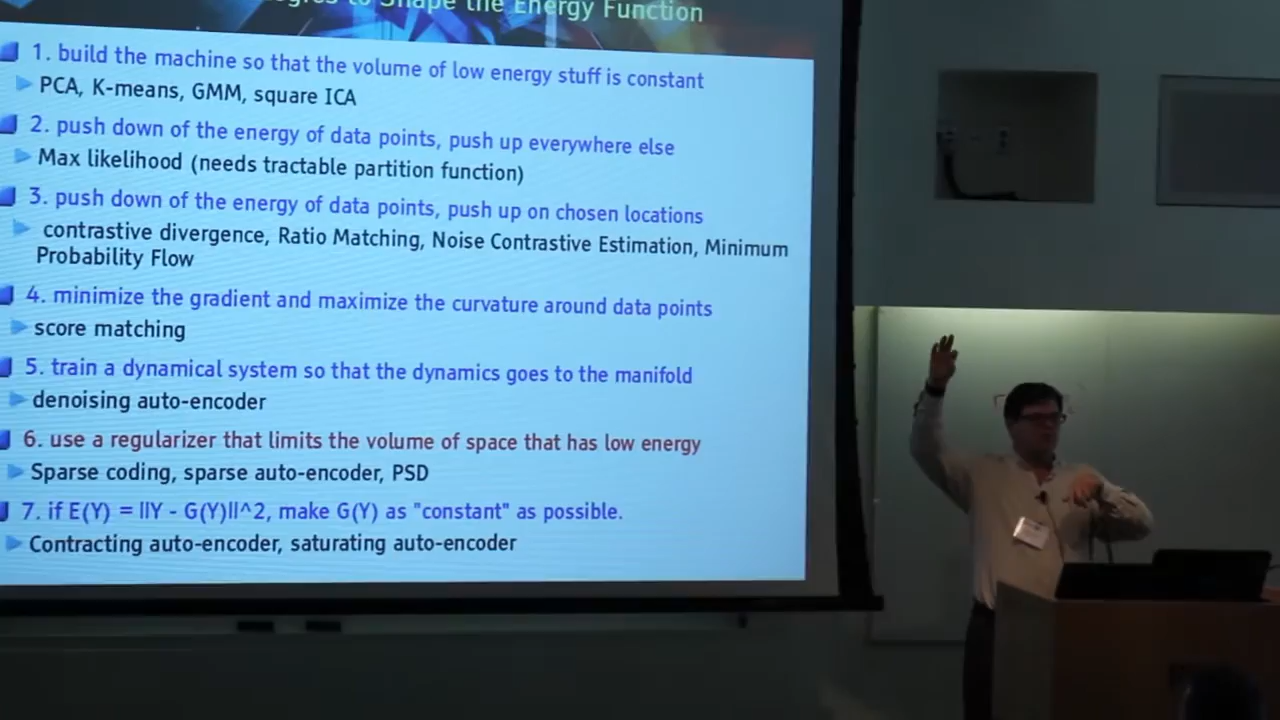 to Shape the Energy Function
1. build the machine so that the volume of low energy stuff is constant
PCA, K-means, GMM, square ICA
2. push down of the energy of data points, push up everywhere else
Max likelihood (needs tractable partition function)
3. push down of the energy of data points, push up on chosen locations
contrastive divergence, Ratio Matching, Noise Contrastive Estimation, Minimum
Probability Flow
4. minimize the gradient and maximize the curvature around data points
score matching
5. train a dynamical system so that the dynamics goes to the manifold
denoising auto-encoder
6. use a regularizer that limits the volume of space that has low energy
Sparse coding, sparse auto-encoder, PSD
7. if E(Y) = ||Y - G(Y)||^2, make G(Y) as "constant" as possible.
Contracting auto-encoder, saturating auto-encoder